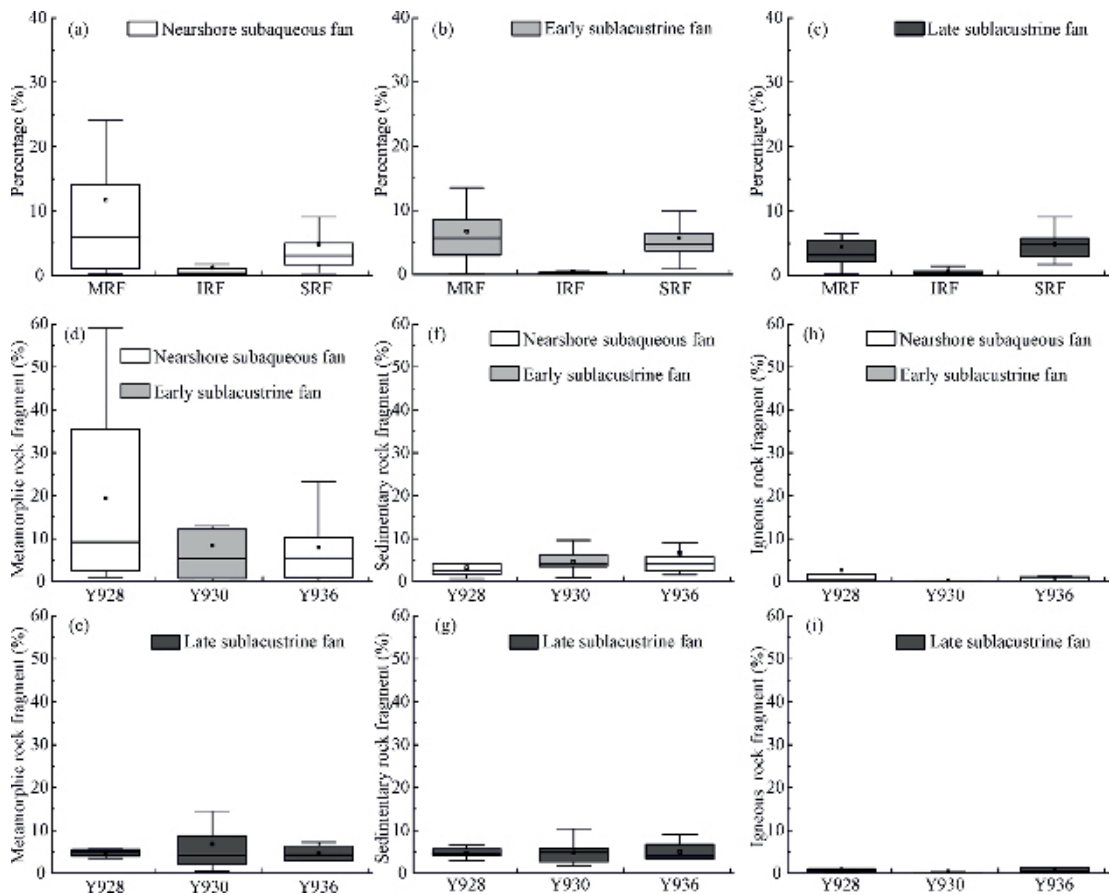 (a)
Nearshore subaqueous fan
Percentage (%)
40
30
20
10
0
MRF IRF SRF
(b)
Early sublacustrine fan
Percentage (%)
40
30
20
10
0
MRF IRF SRF
(c)
Late sublacustrine fan
Percentage (%)
40
30
20
10
0
MRF IRF SRF
(d)
Nearshore subaqueous fan
Early sublacustrine fan
Metamorphic rock fragment (%)
60
50
40
30
20
10
0
Y928 Y930 Y936
(f)
Nearshore subaqueous fan
Early sublacustrine fan
Sedimentary rock fragment (%)
60
50
40
30
20
10
0
Y928 Y930 Y936
(h)
Nearshore subaqueous fan
Early sublacustrine fan
Igneous rock fragment (%)
60
50
40
30
20
10
0
Y928 Y930 Y936
(e)
Late sublacustrine fan
Metamorphic rock fragment (%)
60
50
40
30
20
10
0
Y928 Y930 Y936
(g)
Late sublacustrine fan
Sedimentary rock fragment (%)
60
50
40
30
20
10
0
Y928 Y930 Y936
(i)
Late sublacustrine fan
Igneous rock fragment (%)
60
50
40
30
20
10
0
Y928 Y930 Y936